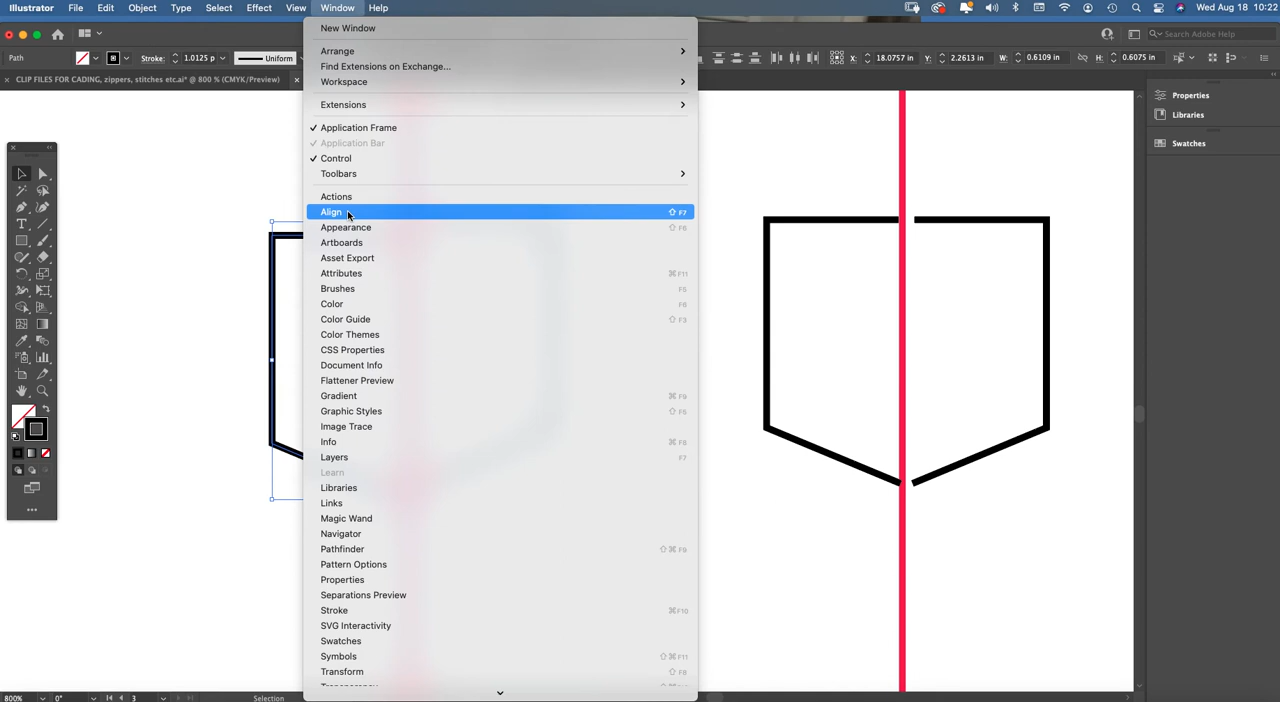 Illustrator File Edit Object Type Select Effect View Window Help Wed Aug 18 10:22
Search Adobe Help
Path Stroke: 1.0125 p Uniform X: 18.0757 in Y: 2.2613 in W: 0.6109 in H: 0.6075 in
CLIP FILES FOR CADING, zippers, stitches etc.ai* @ 800 % (CMYK/Preview)
New Window
Arrange
Find Extensions on Exchange...
Workspace
Extensions
Application Frame
Application Bar
Control
Toolbars
Actions
Align ⇧ F7
Appearance ⇧ F6
Artboards
Asset Export
Attributes ⌘F11
Brushes F5
Color F6
Color Guide ⇧ F3
Color Themes
CSS Properties
Document Info
Flattener Preview
Gradient ⌘F9
Graphic Styles ⇧ F5
Image Trace
Info ⌘F8
Layers F7
Learn
Libraries
Links
Magic Wand
Navigator
Pathfinder ⇧⌘F9
Pattern Options
Properties
Separations Preview
Stroke ⌘F10
SVG Interactivity
Swatches
Symbols ⇧⌘F11
Transform ⇧ F8
Properties
Libraries
Swatches
800% 0° 3 Selection